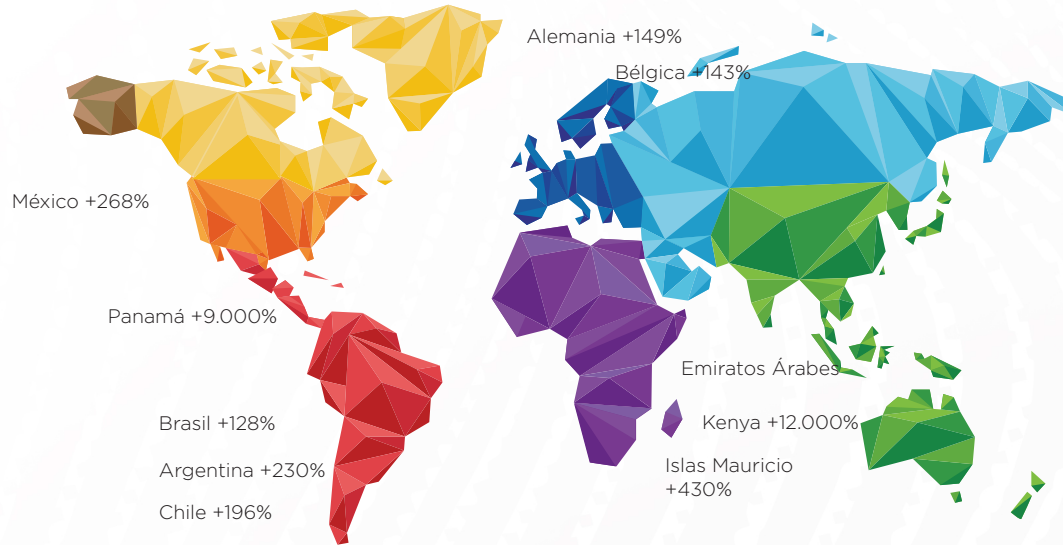 Alemania +149%
Bélgica +143%
México +268%
Panamá +9.000%
Emiratos Árabes
Brasil +128%
Kenya +12.000%
Argentina +230%
Islas Mauricio
+430%
Chile +196%